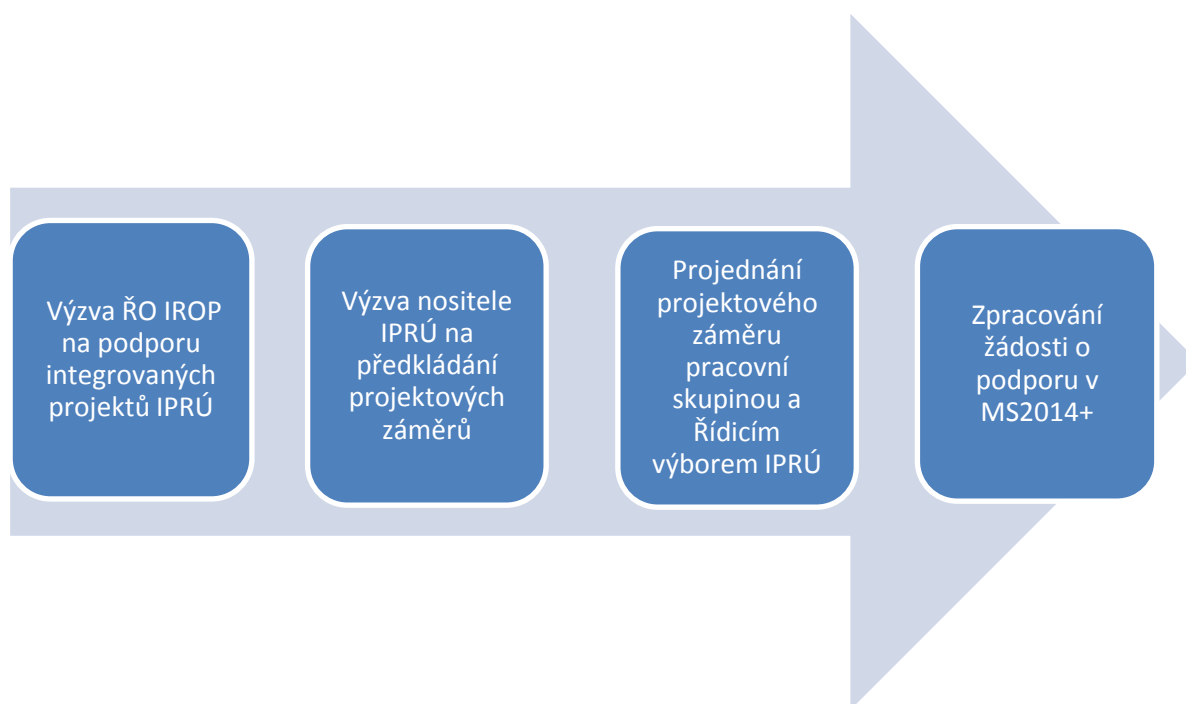 Výzva ŘO IROP
na podporu
integrovaných
projektů IPRÚ
Výzva nositele
IPRÚ na
předkládání
projektových
záměrů
Projednání
projektového
záměru
pracovní
skupinou a
Řídicím
výborem IPRÚ
Zpracování
žádosti o
podporu v
MS2014+